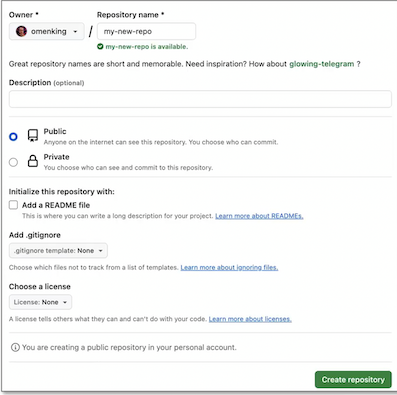 Owner * Repository name *
omenking / my-new-repo
my-new-repo is available.
Great repository names are short and memorable. Need inspiration? How about glowing-telegram ?
Description (optional)
Public
Anyone on the internet can see this repository. You choose who can commit.
Private
You choose who can see and commit to this repository.
Initialize this repository with:
Add a README file
This is where you can write a long description for your project. Learn more about READMEs.
Add .gitignore
.gitignore template: None
Choose which files not to track from a list of templates. Learn more about ignoring files.
Choose a license
License: None
A license tells others what they can and can't do with your code. Learn more about licenses.
You are creating a public repository in your personal account.
Create repository